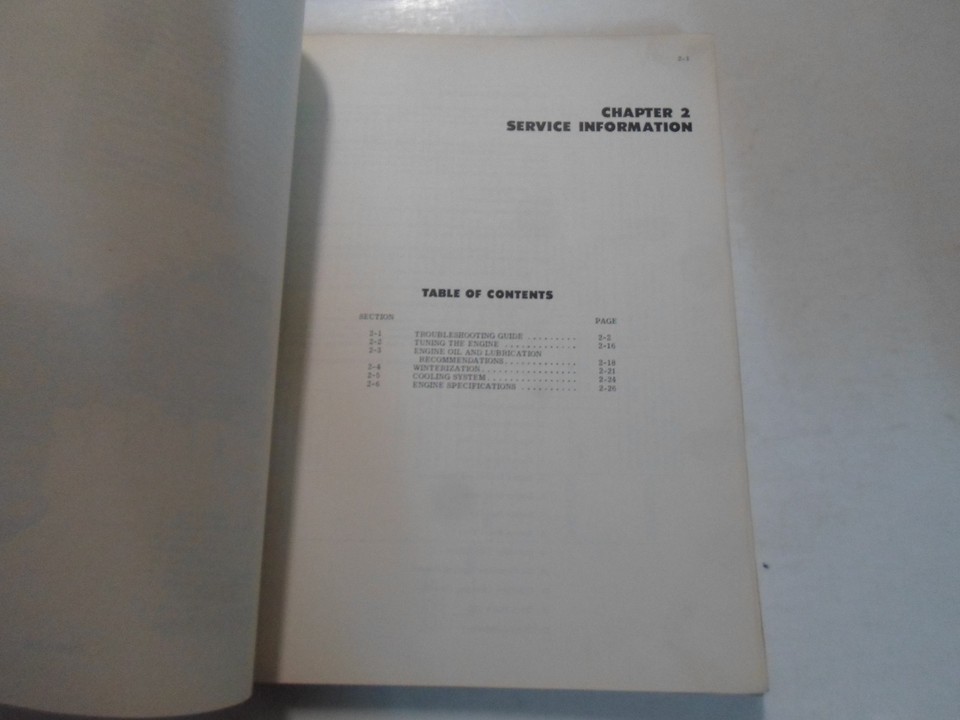 2-1
CHAPTER 2
SERVICE INFORMATION
TABLE OF CONTENTS
SECTION PAGE
2-1 TROUBLESHOOTING GUIDE ......... 2-2
2-2 TUNING THE ENGINE ............. 2-16
2-3 ENGINE OIL AND LUBRICATION
RECOMMENDATIONS............. 2-18
2-4 WINTERIZATION................. 2-21
2-5 COOLING SYSTEM................ 2-24
2-6 ENGINE SPECIFICATIONS ......... 2-26